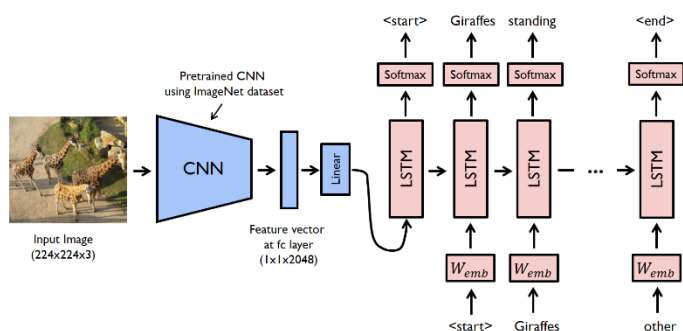 <start> Giraffes standing <end>
Softmax Softmax Softmax Softmax
Pretrained CNN
using ImageNet dataset
CNN
Linear
LSTM LSTM LSTM ... LSTM
Input Image
(224x224x3)
Feature vector
at fc layer
(1x1x2048)
W_emb W_emb W_emb
<start> Giraffes other